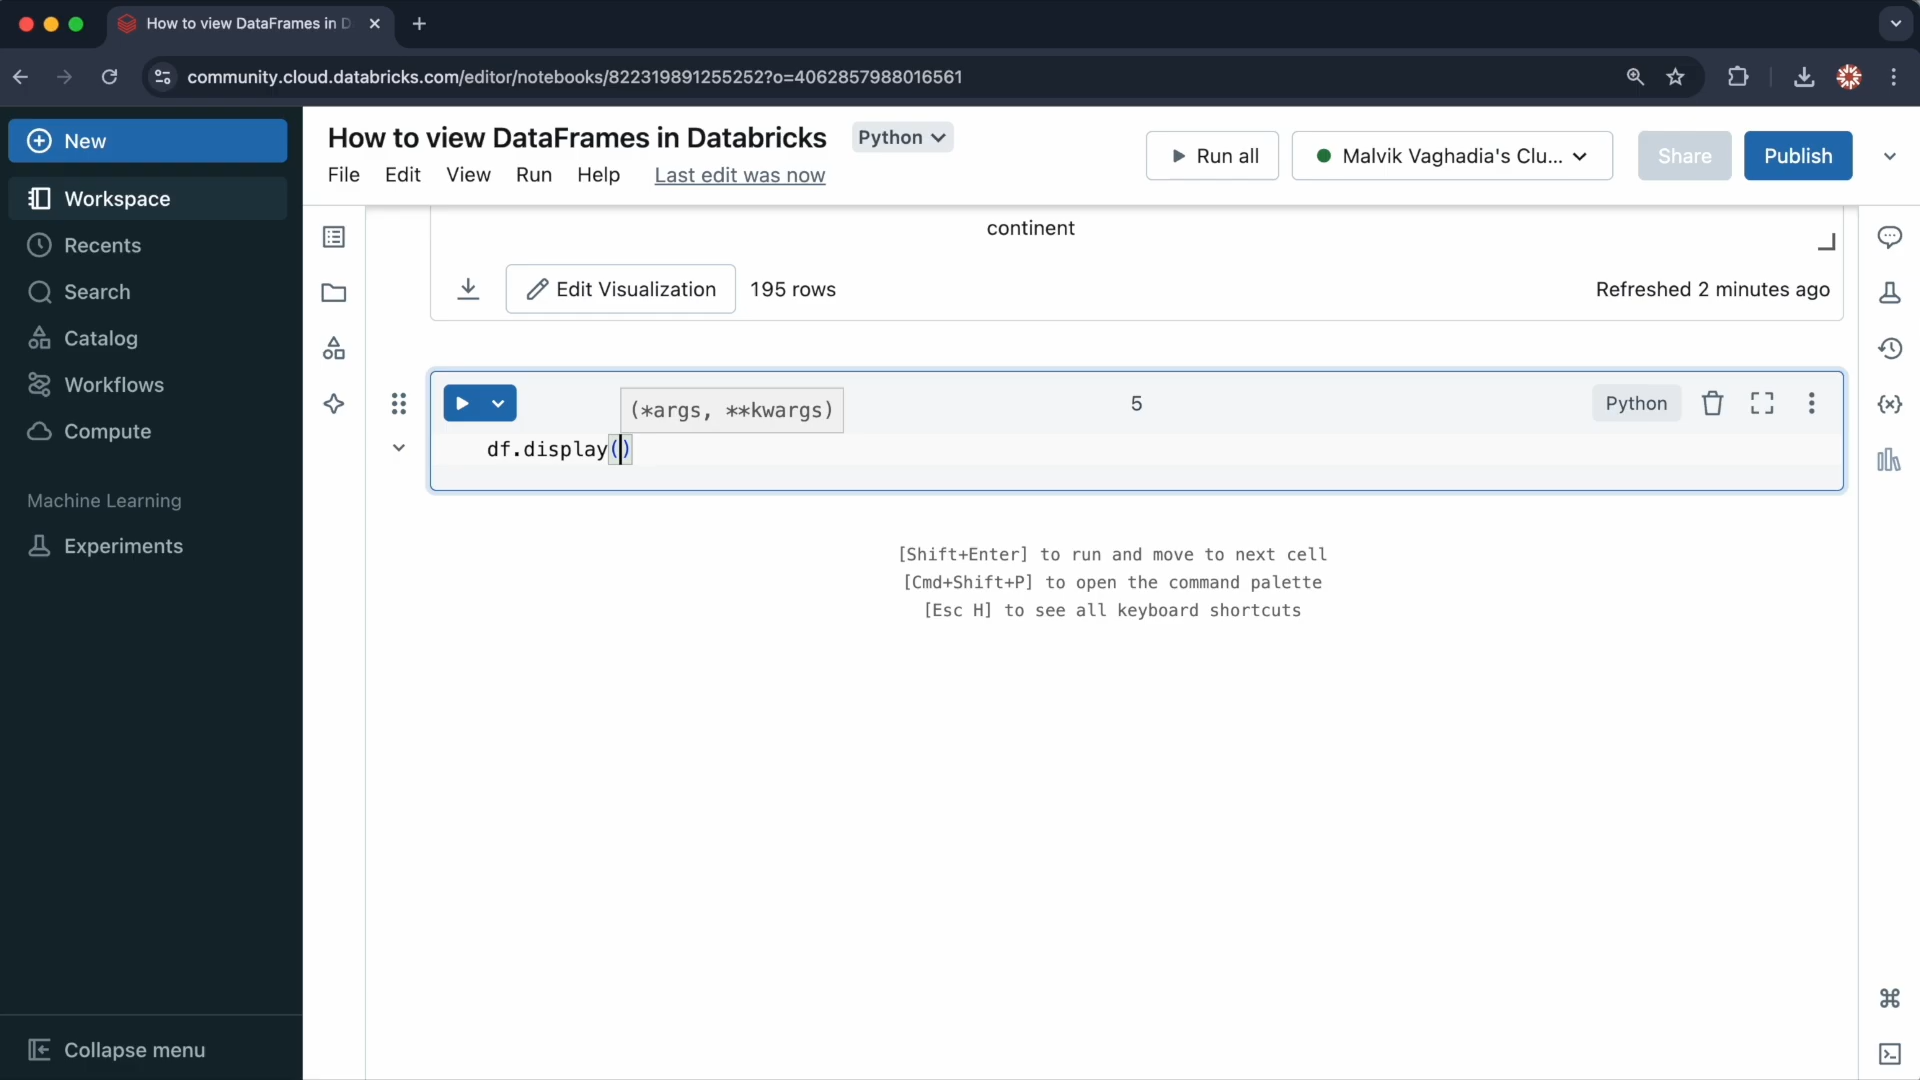 How to view DataFrames in D
community.cloud.databricks.com/editor/notebooks/822319891255252?o=4062857988016561
New
Workspace
Recents
Search
Catalog
Workflows
Compute
Machine Learning
Experiments
Collapse menu
How to view DataFrames in Databricks
Python
File Edit View Run Help Last edit was now
Run all
Malvik Vaghadia's Clu...
Share
Publish
continent
Edit Visualization
195 rows
Refreshed 2 minutes ago
(*args, **kwargs)
5
Python
df.display()
[Shift+Enter] to run and move to next cell
[Cmd+Shift+P] to open the command palette
[Esc H] to see all keyboard shortcuts